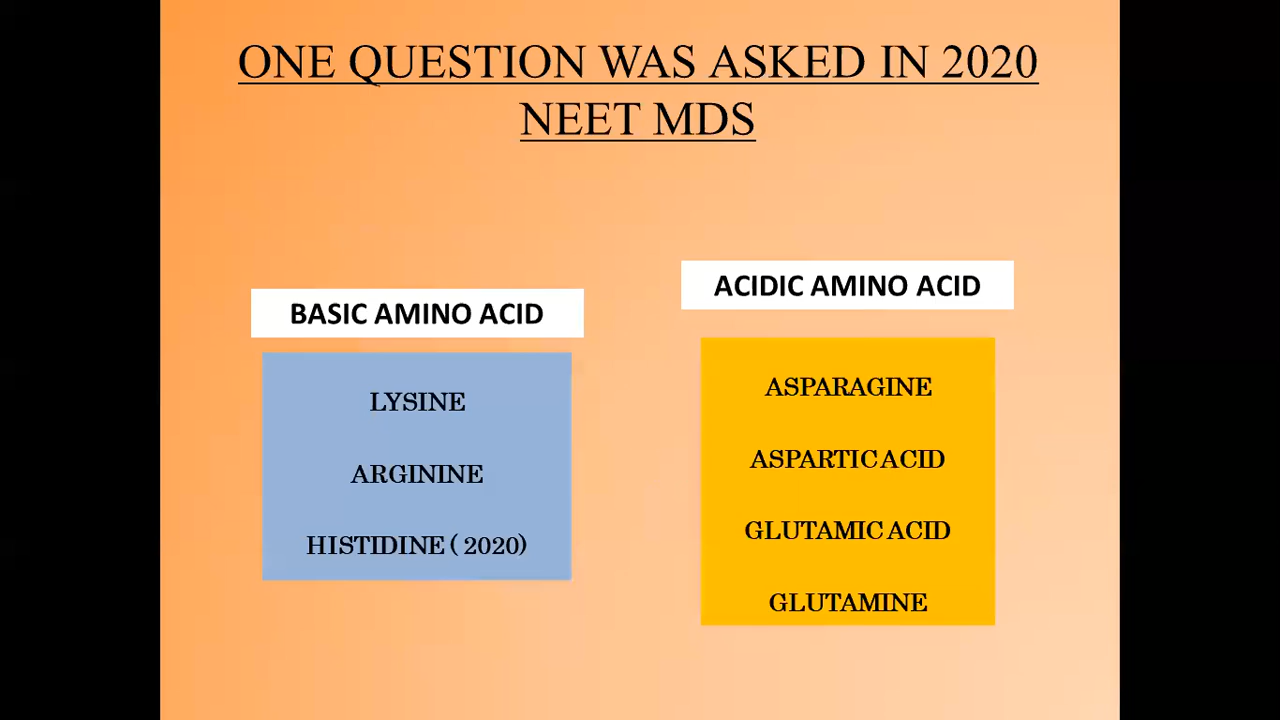 ONE QUESTION WAS ASKED IN 2020
NEET MDS
BASIC AMINO ACID
LYSINE
ARGININE
HISTIDINE ( 2020)
ACIDIC AMINO ACID
ASPARAGINE
ASPARTIC ACID
GLUTAMIC ACID
GLUTAMINE